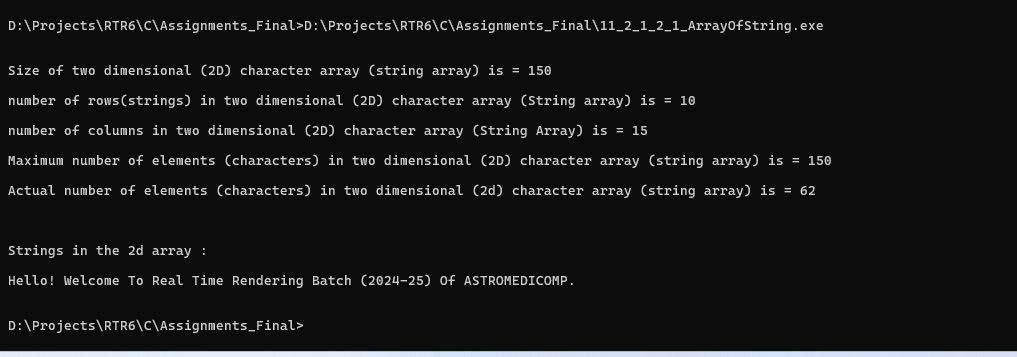 D:\Projects\RTR6\C\Assignments_Final>D:\Projects\RTR6\C\Assignments_Final\11_2_1_2_1_ArrayOfString.exe
Size of two dimensional (2D) character array (string array) is = 150
number of rows(strings) in two dimensional (2D) character array (String array) is = 10
number of columns in two dimensional (2D) character array (String Array) is = 15
Maximum number of elements (characters) in two dimensional (2D) character array (string array) is = 150
Actual number of elements (characters) in two dimensional (2d) character array (string array) is = 62
Strings in the 2d array :
Hello! Welcome To Real Time Rendering Batch (2024-25) Of ASTROMEDICOMP.
D:\Projects\RTR6\C\Assignments_Final>